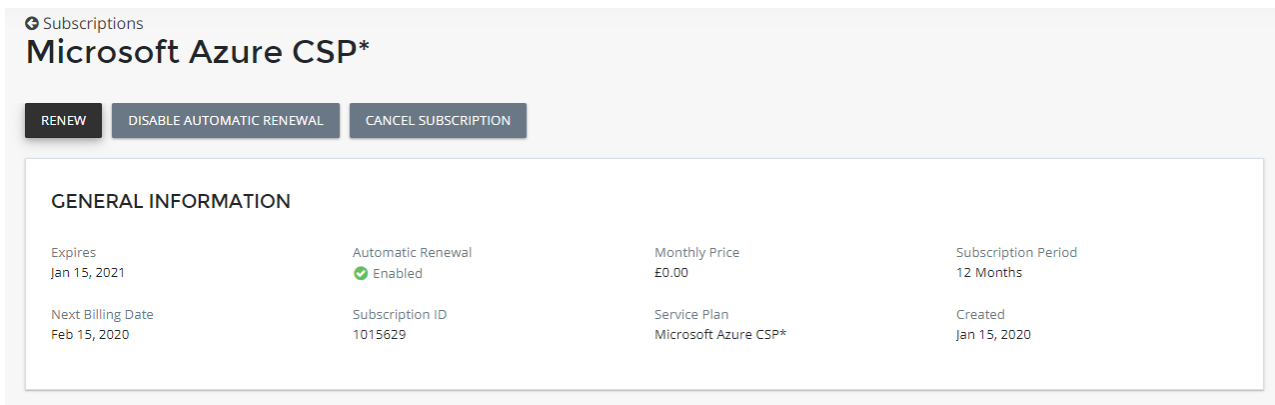 Subscriptions
Microsoft Azure CSP*
RENEW DISABLE AUTOMATIC RENEWAL CANCEL SUBSCRIPTION
GENERAL INFORMATION
Expires Automatic Renewal Monthly Price Subscription Period
Jan 15, 2021 Enabled £0.00 12 Months
Next Billing Date Subscription ID Service Plan Created
Feb 15, 2020 1015629 Microsoft Azure CSP* Jan 15, 2020